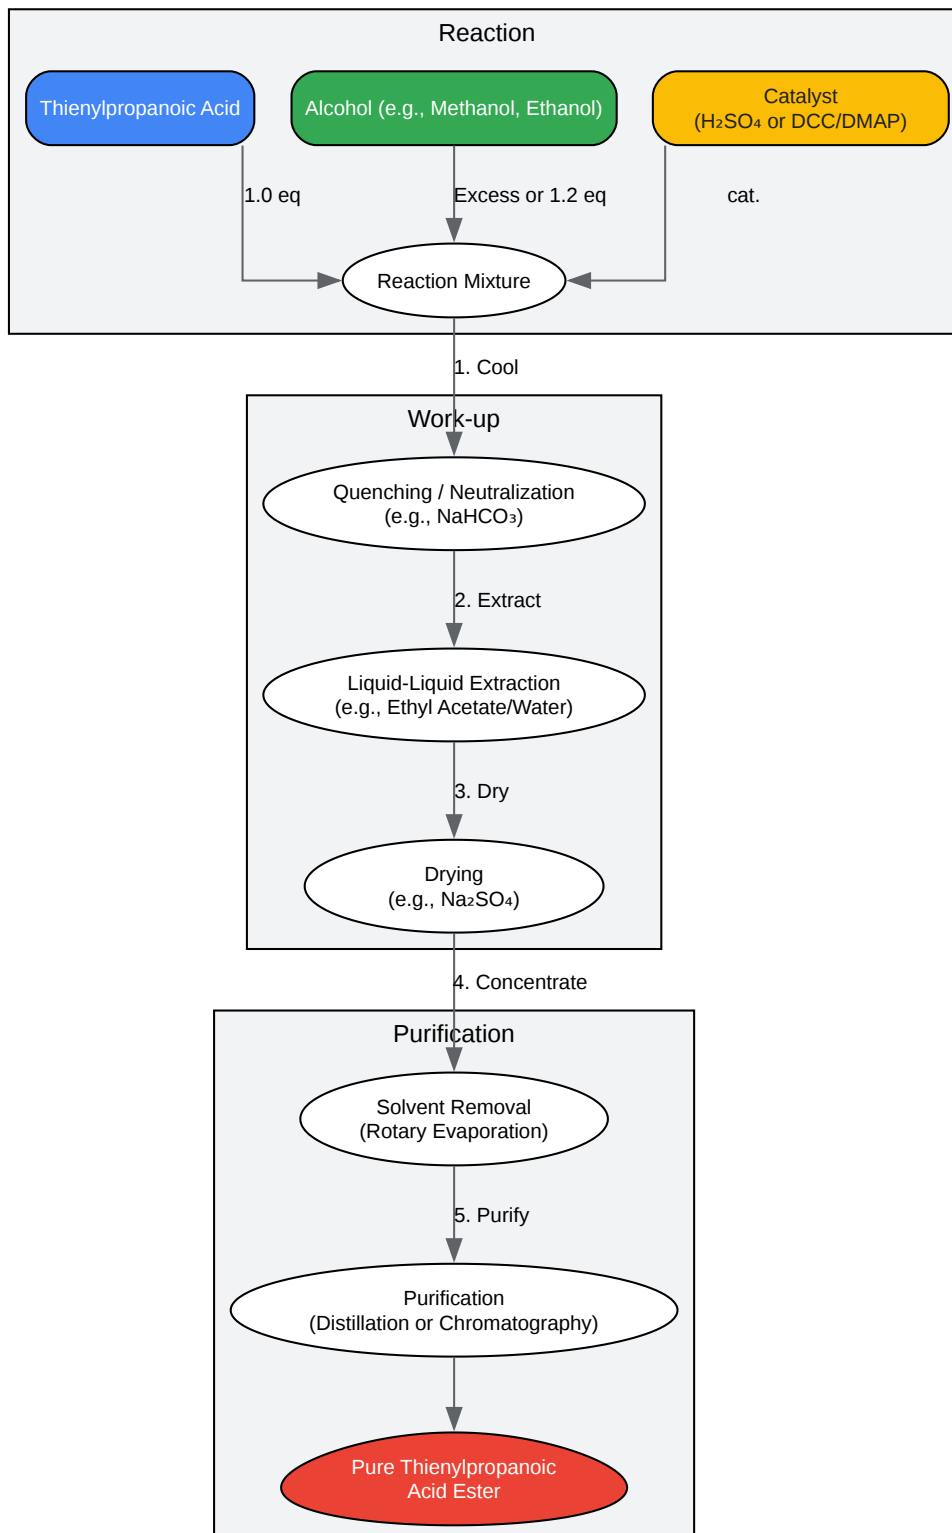 Reaction
Thienylpropanoic Acid
Alcohol (e.g., Methanol, Ethanol)
Catalyst
(H₂SO₄ or DCC/DMAP)
1.0 eq
Excess or 1.2 eq
cat.
Reaction Mixture
1. Cool
Work-up
Quenching / Neutralization
(e.g., NaHCO₃)
2. Extract
Liquid-Liquid Extraction
(e.g., Ethyl Acetate/Water)
3. Dry
Drying
(e.g., Na₂SO₄)
4. Concentrate
Purification
Solvent Removal
(Rotary Evaporation)
5. Purify
Purification
(Distillation or Chromatography)
Pure Thienylpropanoic
Acid Ester